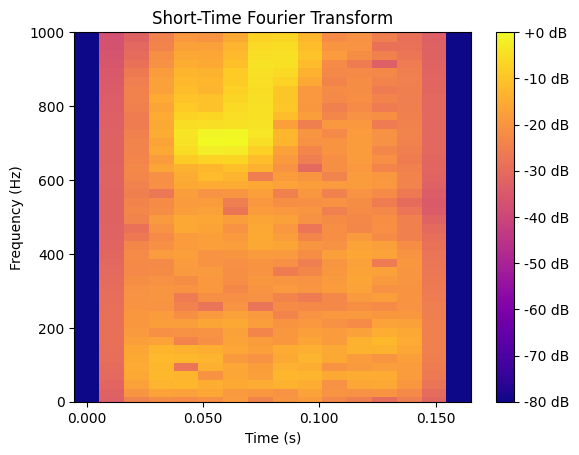 Short-Time Fourier Transform
Frequency (Hz)
1000
800
600
400
200
0
0.000
0.050
0.100
0.150
Time (s)
+0 dB
-10 dB
-20 dB
-30 dB
-40 dB
-50 dB
-60 dB
-70 dB
-80 dB